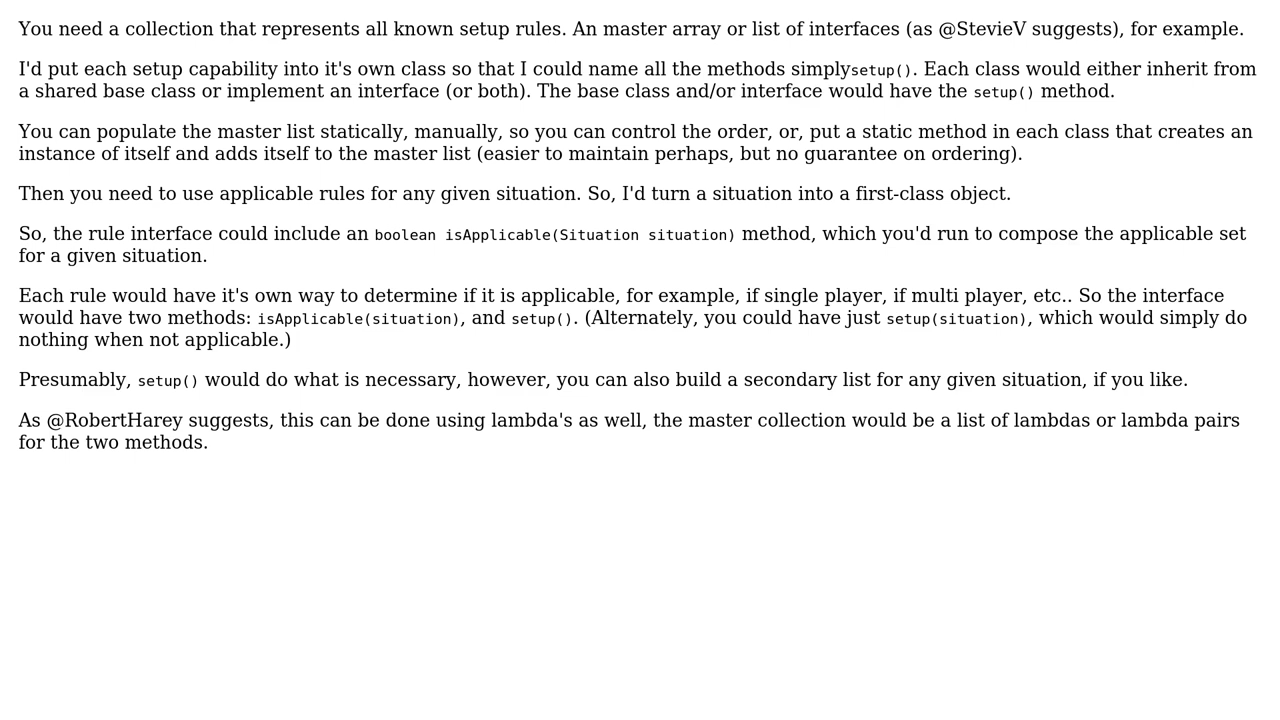 You need a collection that represents all known setup rules. An master array or list of interfaces (as @StevieV suggests), for example.
I'd put each setup capability into it's own class so that I could name all the methods simplysetup(). Each class would either inherit from
a shared base class or implement an interface (or both). The base class and/or interface would have the setup() method.
You can populate the master list statically, manually, so you can control the order, or, put a static method in each class that creates an
instance of itself and adds itself to the master list (easier to maintain perhaps, but no guarantee on ordering).
Then you need to use applicable rules for any given situation. So, I'd turn a situation into a first-class object.
So, the rule interface could include an boolean isApplicable(Situation situation) method, which you'd run to compose the applicable set
for a given situation.
Each rule would have it's own way to determine if it is applicable, for example, if single player, if multi player, etc.. So the interface
would have two methods: isApplicable(situation), and setup(). (Alternately, you could have just setup(situation), which would simply do
nothing when not applicable.)
Presumably, setup() would do what is necessary, however, you can also build a secondary list for any given situation, if you like.
As @RobertHarey suggests, this can be done using lambda's as well, the master collection would be a list of lambdas or lambda pairs
for the two methods.